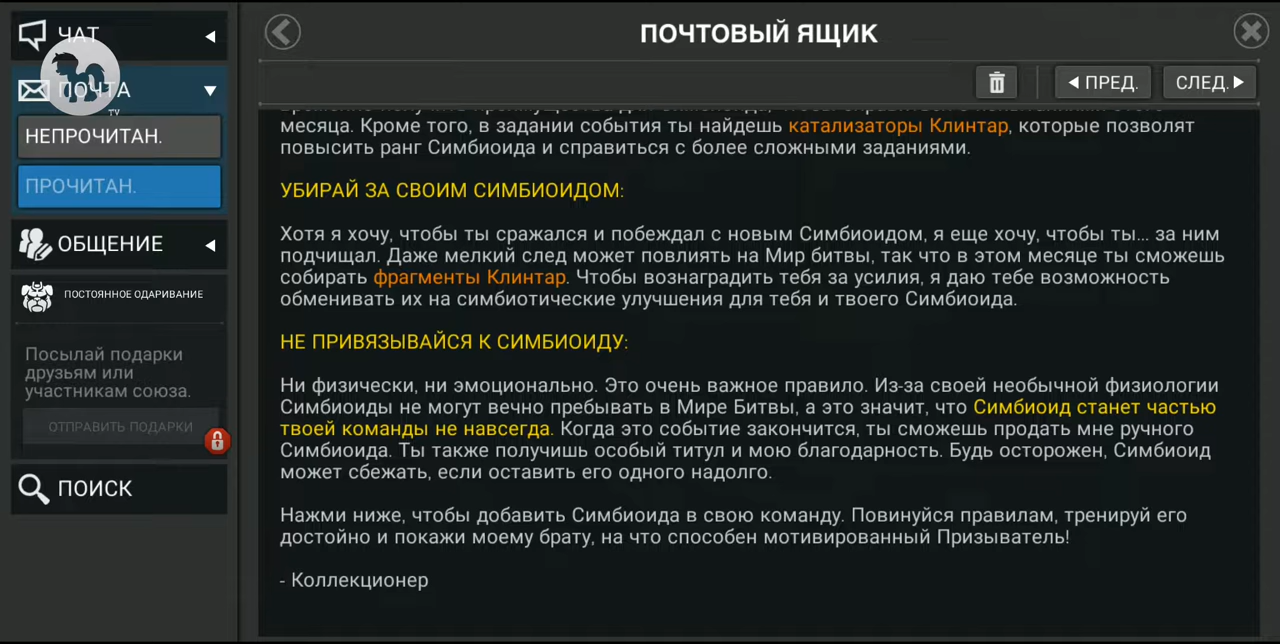 ЧАТ
ПОЧТА
TV
НЕПРОЧИТАН.
ПРОЧИТАН.
ОБЩЕНИЕ
ПОСТОЯННОЕ ОДАРИВАНИЕ
Посылай подарки
друзьям или
участникам союза.
ОТПРАВИТЬ ПОДАРКИ
ПОИСК
ПОЧТОВЫЙ ЯЩИК
ПРЕД.
СЛЕД.
месяца. Кроме того, в задании события ты найдешь катализаторы Клинтар, которые позволят
повысить ранг Симбиоида и справиться с более сложными заданиями.
УБИРАЙ ЗА СВОИМ СИМБИОИДОМ:
Хотя я хочу, чтобы ты сражался и побеждал с новым Симбиоидом, я еще хочу, чтобы ты... за ним
подчищал. Даже мелкий след может повлиять на Мир битвы, так что в этом месяце ты сможешь
собирать фрагменты Клинтар. Чтобы вознаградить тебя за усилия, я даю тебе возможность
обменивать их на симбиотические улучшения для тебя и твоего Симбиоида.
НЕ ПРИВЯЗЫВАЙСЯ К СИМБИОИДУ:
Ни физически, ни эмоционально. Это очень важное правило. Из-за своей необычной физиологии
Симбиоиды не могут вечно пребывать в Мире Битвы, а это значит, что Симбиоид станет частью
твоей команды не навсегда. Когда это событие закончится, ты сможешь продать мне ручного
Симбиоида. Ты также получишь особый титул и мою благодарность. Будь осторожен, Симбиоид
может сбежать, если оставить его одного надолго.
Нажми ниже, чтобы добавить Симбиоида в свою команду. Повинуйся правилам, тренируй его
достойно и покажи моему брату, на что способен мотивированный Призыватель!
- Коллекционер